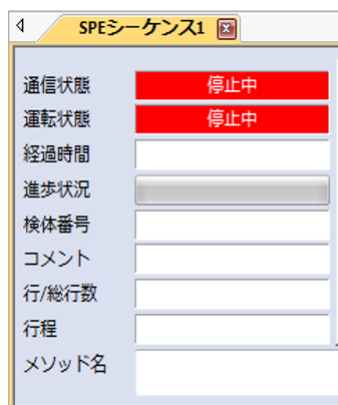 SPEシーケンス1
通信状態 停止中
運転状態 停止中
経過時間
進歩状況
検体番号
コメント
行/総行数
行程
メソッド名